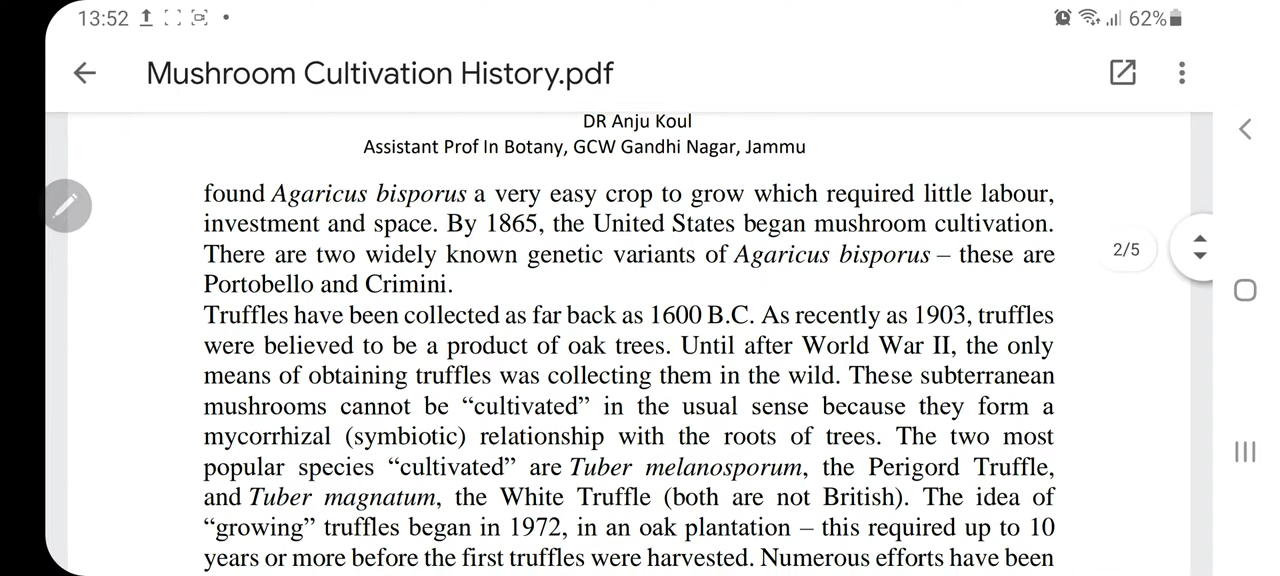 13:52
62%
Mushroom Cultivation History.pdf
DR Anju Koul
Assistant Prof In Botany, GCW Gandhi Nagar, Jammu
found Agaricus bisporus a very easy crop to grow which required little labour,
investment and space. By 1865, the United States began mushroom cultivation.
There are two widely known genetic variants of Agaricus bisporus – these are
Portobello and Crimini.
2/5
Truffles have been collected as far back as 1600 B.C. As recently as 1903, truffles
were believed to be a product of oak trees. Until after World War II, the only
means of obtaining truffles was collecting them in the wild. These subterranean
mushrooms cannot be “cultivated” in the usual sense because they form a
mycorrhizal (symbiotic) relationship with the roots of trees. The two most
popular species “cultivated” are Tuber melanosporum, the Perigord Truffle,
and Tuber magnatum, the White Truffle (both are not British). The idea of
“growing” truffles began in 1972, in an oak plantation – this required up to 10
years or more before the first truffles were harvested. Numerous efforts have been